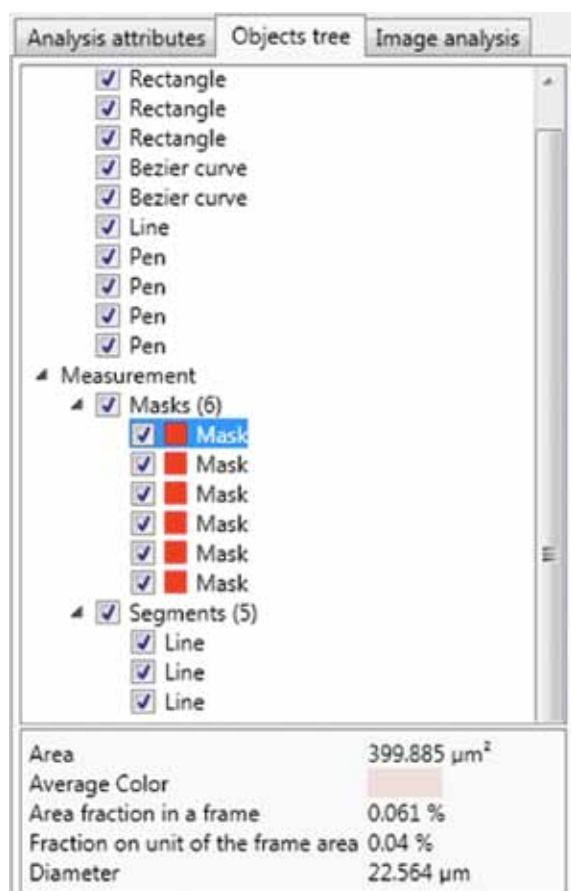 Analysis attributes Objects tree Image analysis
Rectangle
Rectangle
Rectangle
Bezier curve
Bezier curve
Line
Pen
Pen
Pen
Pen
Measurement
Masks (6)
Mask
Mask
Mask
Mask
Mask
Mask
Segments (5)
Line
Line
Line
Area 399.885 µm²
Average Color
Area fraction in a frame 0.061 %
Fraction on unit of the frame area 0.04 %
Diameter 22.564 µm